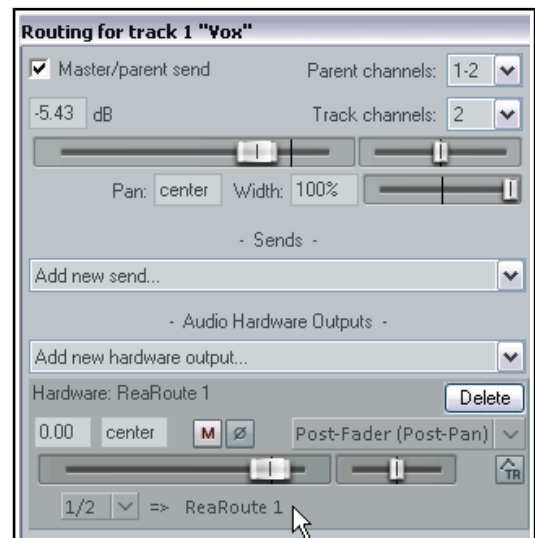 Routing for track 1 "Vox"
Master/parent send Parent channels: 1-2
-5.43 dB Track channels: 2
Pan: center Width: 100%
- Sends -
Add new send...
- Audio Hardware Outputs -
Add new hardware output...
Hardware: ReaRoute 1 Delete
0.00 center M Ø Post-Fader (Post-Pan)
TR
1/2 => ReaRoute 1